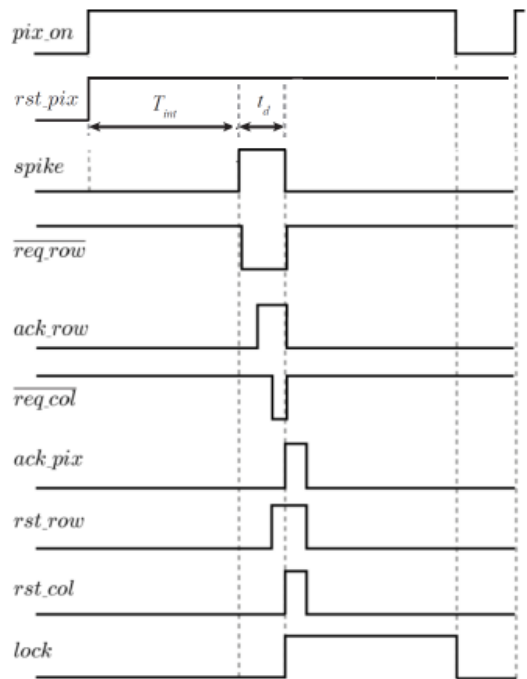 pix_on
rst_pix
T_int
t_d
spike
req_row
ack_row
req_col
ack_pix
rst_row
rst_col
lock